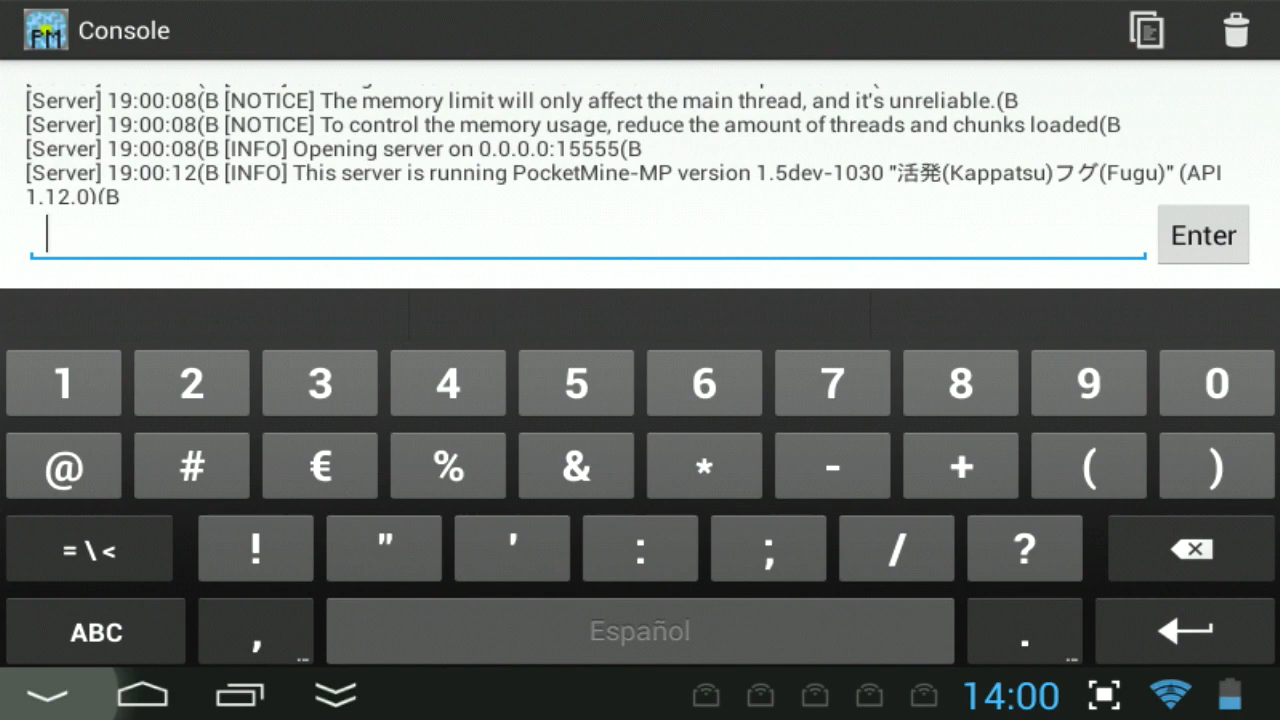 PM Console
[Server] 19:00:08(B [NOTICE] The memory limit will only affect the main thread, and it's unreliable.(B
[Server] 19:00:08(B [NOTICE] To control the memory usage, reduce the amount of threads and chunks loaded(B
[Server] 19:00:08(B [INFO] Opening server on 0.0.0.0:15555(B
[Server] 19:00:12(B [INFO] This server is running PocketMine-MP version 1.5dev-1030 "活発(Kappatsu)フグ(Fugu)" (API
1.12.0)(B
Enter
1 2 3 4 5 6 7 8 9 0
@ # € % & * - + ( )
= \ < ! " ' : ; / ?
ABC , Español .
14:00